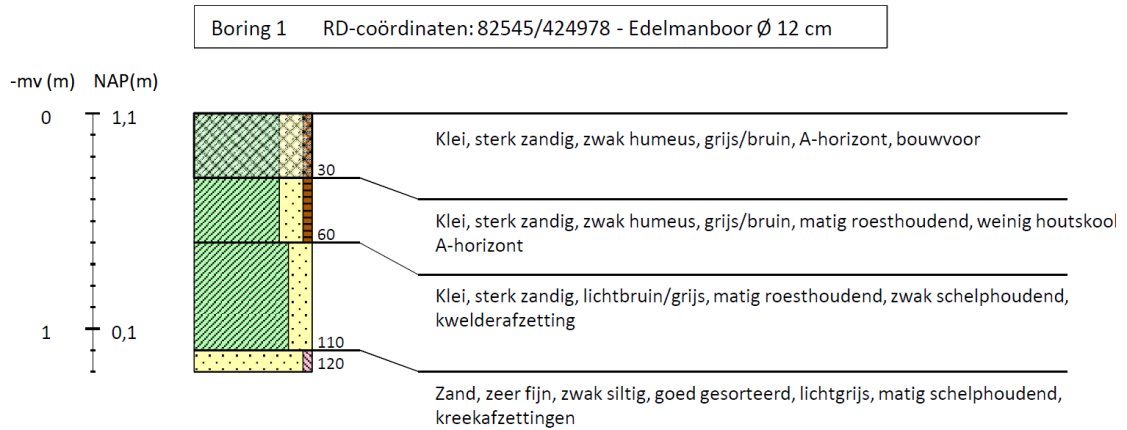 Boring 1 RD-coördinaten: 82545/424978 - Edelmanboor Ø 12 cm
-mv (m) NAP(m)
0 1,1
Klei, sterk zandig, zwak humeus, grijs/bruin, A-horizont, bouwvoor
30
Klei, sterk zandig, zwak humeus, grijs/bruin, matig roesthoudend, weinig houtskool
A-horizont
60
Klei, sterk zandig, lichtbruin/grijs, matig roesthoudend, zwak schelphoudend,
kwelderafzetting
1 0,1
110
120
Zand, zeer fijn, zwak siltig, goed gesorteerd, lichtgrijs, matig schelphoudend,
kreekafzettingen